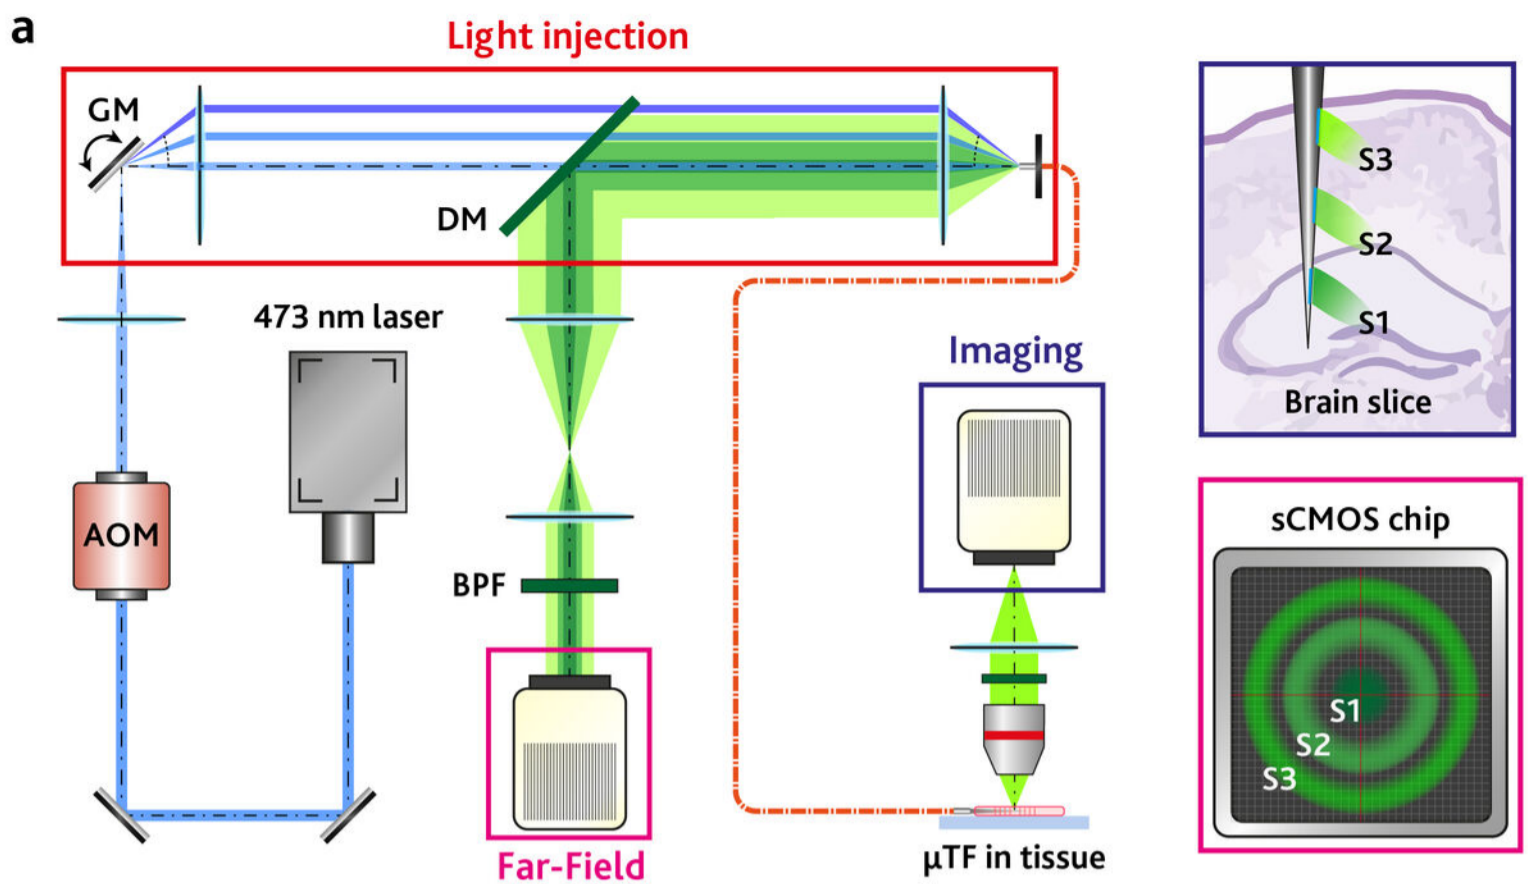 a
Light injection
GM
DM
473 nm laser
AOM
BPF
Far-Field
Imaging
µTF in tissue
S3
S2
S1
Brain slice
sCMOS chip
S1
S2
S3